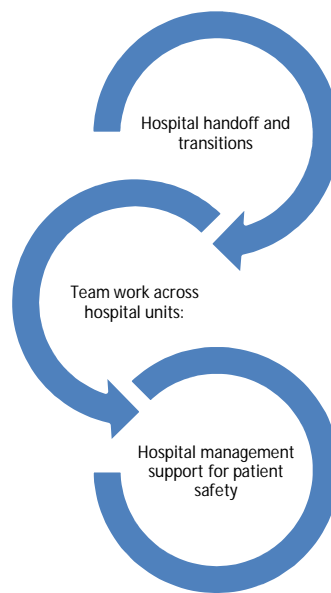 Hospital handoff and
transitions
Team work across
hospital units:
Hospital management
support for patient
safety